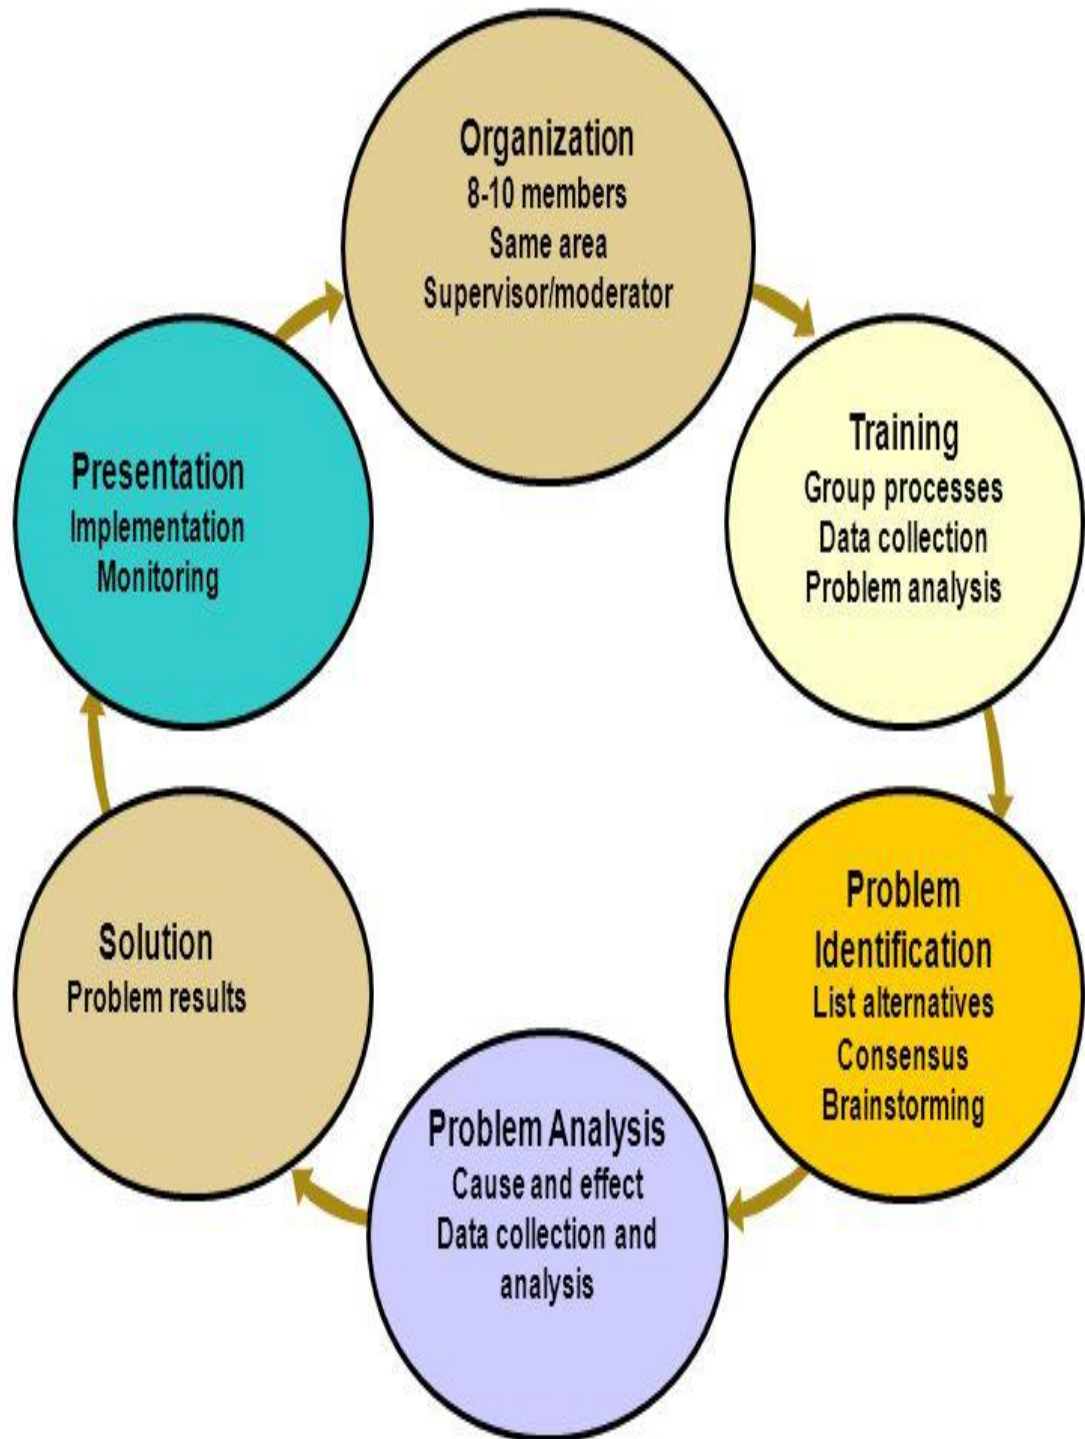 Organization
8-10 members
Same area
Supervisor/moderator
Training
Group processes
Data collection
Problem analysis
Problem
Identification
List alternatives
Consensus
Brainstorming
Problem Analysis
Cause and effect
Data collection and
analysis
Solution
Problem results
Presentation
Implementation
Monitoring